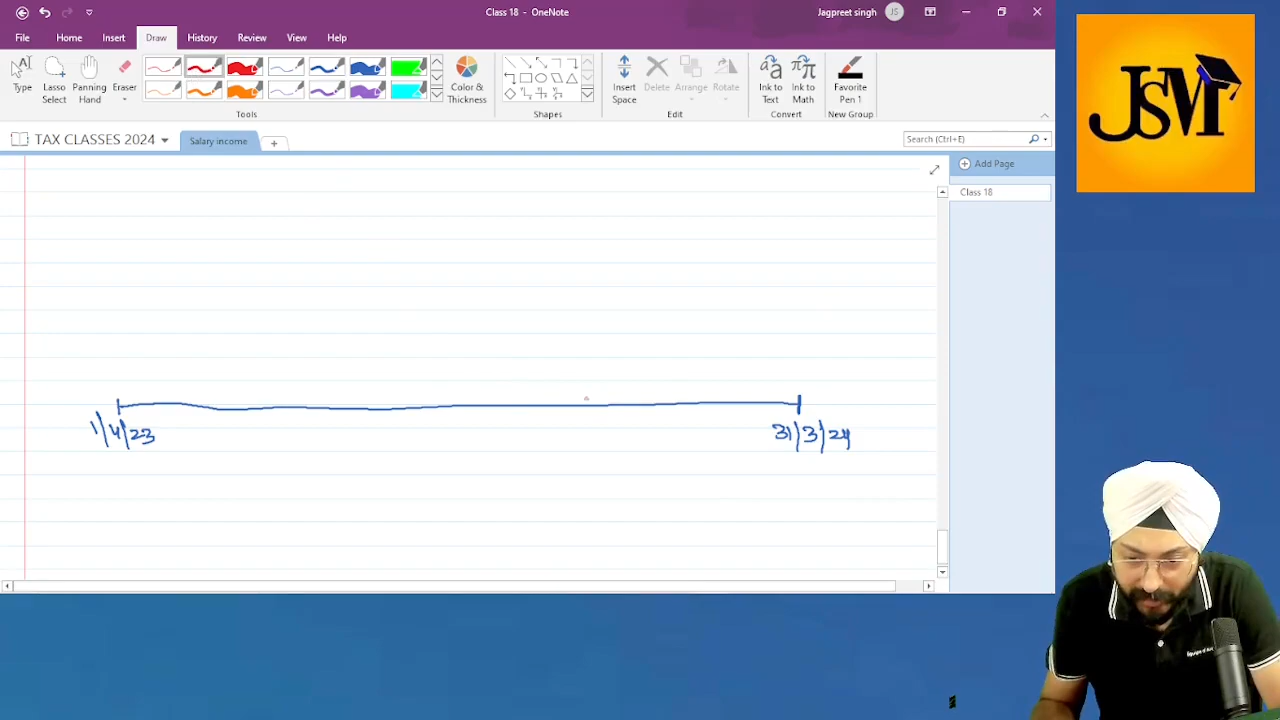 Class 18 - OneNote
Jagpreet singh JS
File Home Insert Draw History Review View Help
Type
Lasso Select
Panning Hand
Eraser
Color & Thickness
Insert Space
Delete
Arrange
Rotate
Ink to Text
Ink to Math
Favorite Pen 1
Tools
Shapes
Edit
Convert
New Group
TAX CLASSES 2024
Salary income
Search (Ctrl+E)
Add Page
Class 18
1/4/23
31/3/24
JSM